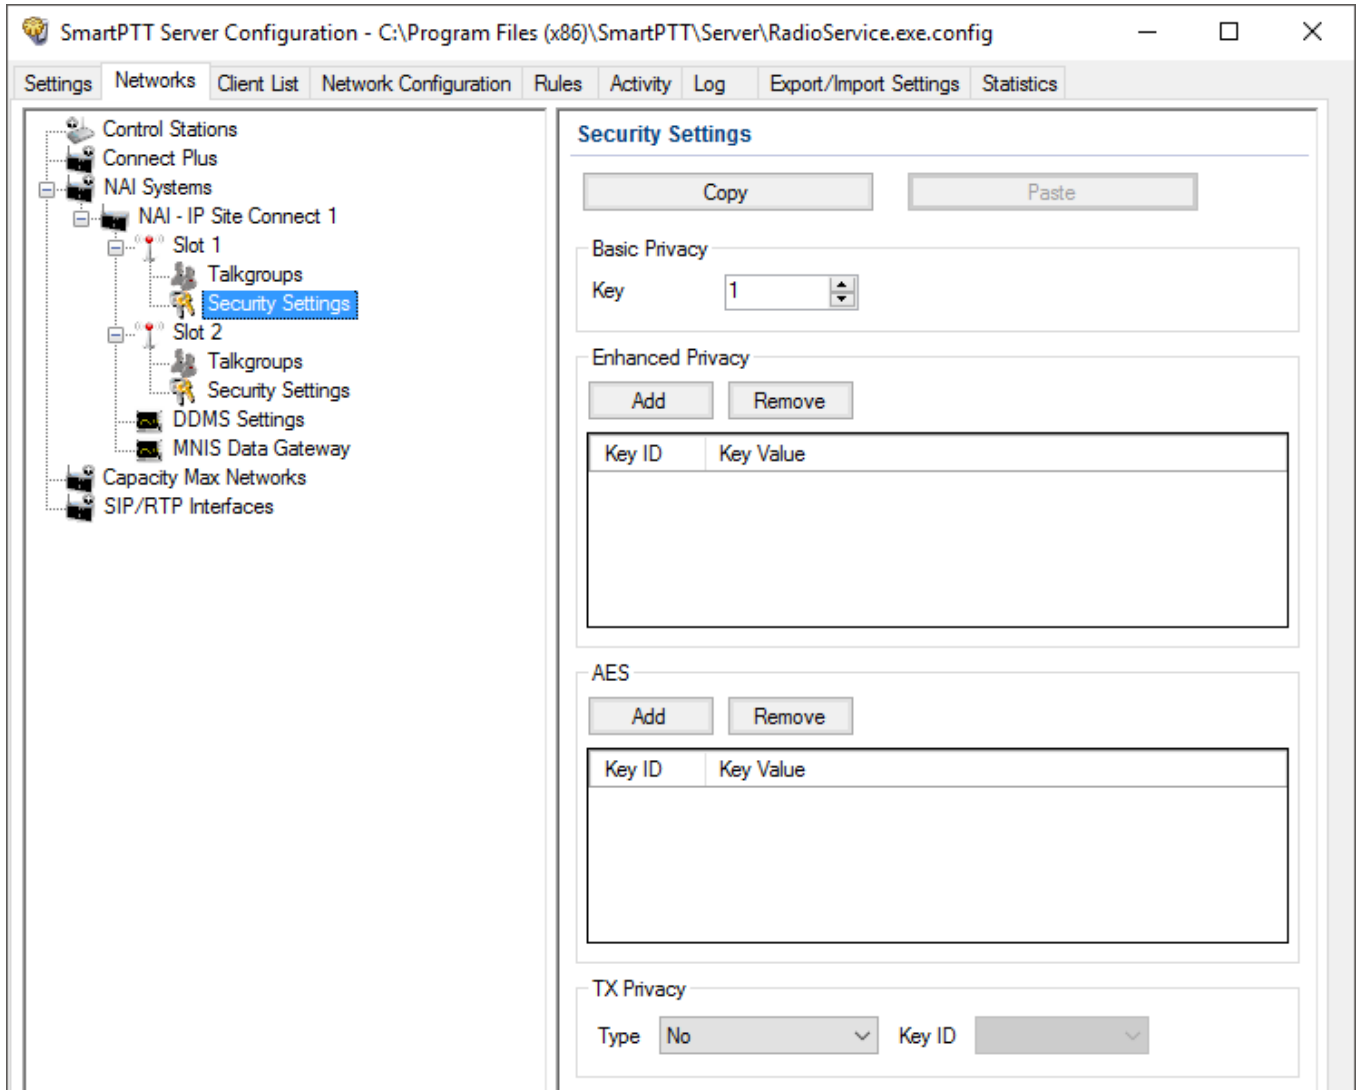 SmartPTT Server Configuration - C:\Program Files (x86)\SmartPTT\Server\RadioService.exe.config
Settings Networks Client List Network Configuration Rules Activity Log Export/Import Settings Statistics
Control Stations
Connect Plus
NAI Systems
NAI - IP Site Connect 1
Slot 1
Talkgroups
Security Settings
Slot 2
Talkgroups
Security Settings
DDMS Settings
MNIS Data Gateway
Capacity Max Networks
SIP/RTP Interfaces
Security Settings
Copy Paste
Basic Privacy
Key 1
Enhanced Privacy
Add Remove
Key ID Key Value
AES
Add Remove
Key ID Key Value
TX Privacy
Type No Key ID